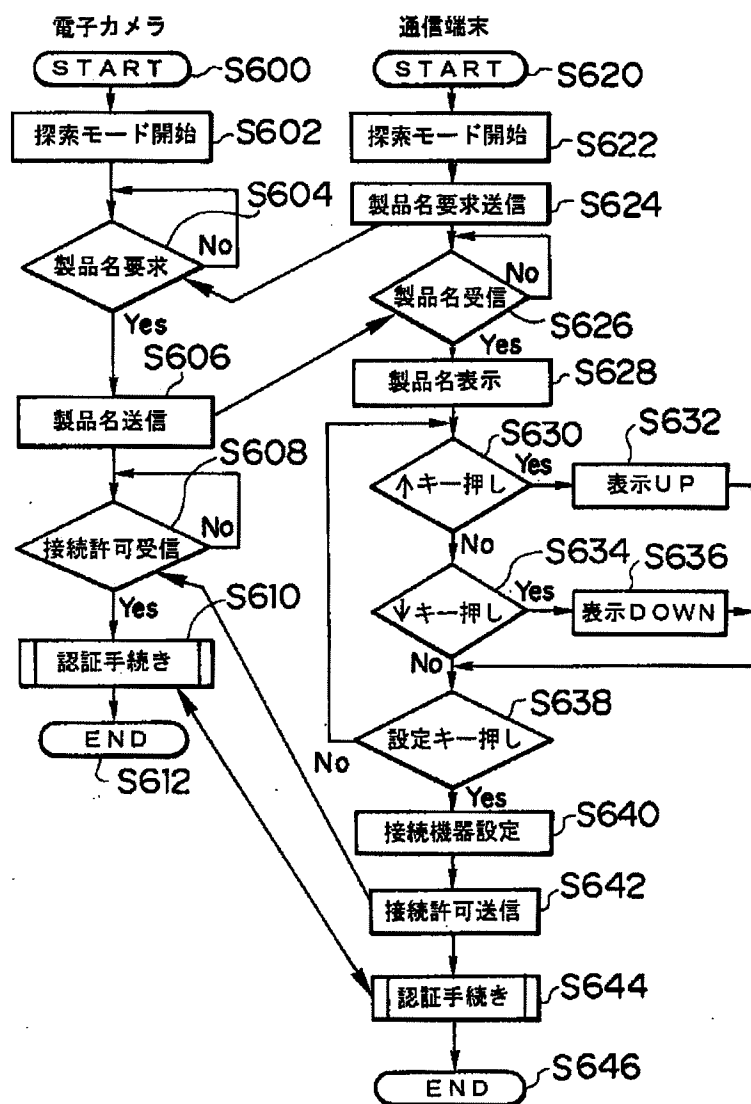 電子カメラ
START
S600
探索モード開始
S602
S604
製品名要求
No
Yes
S606
製品名送信
S608
接続許可受信
No
Yes
S610
認証手続き
END
S612
通信端末
START
S620
探索モード開始
S622
製品名要求送信
S624
製品名受信
No
S626
Yes
製品名表示
S628
S630
↑キー押し
Yes
S632
表示UP
No
S634
↓キー押し
Yes
S636
表示DOWN
No
S638
設定キー押し
No
Yes
接続機器設定
S640
接続許可送信
S642
認証手続き
S644
END
S646